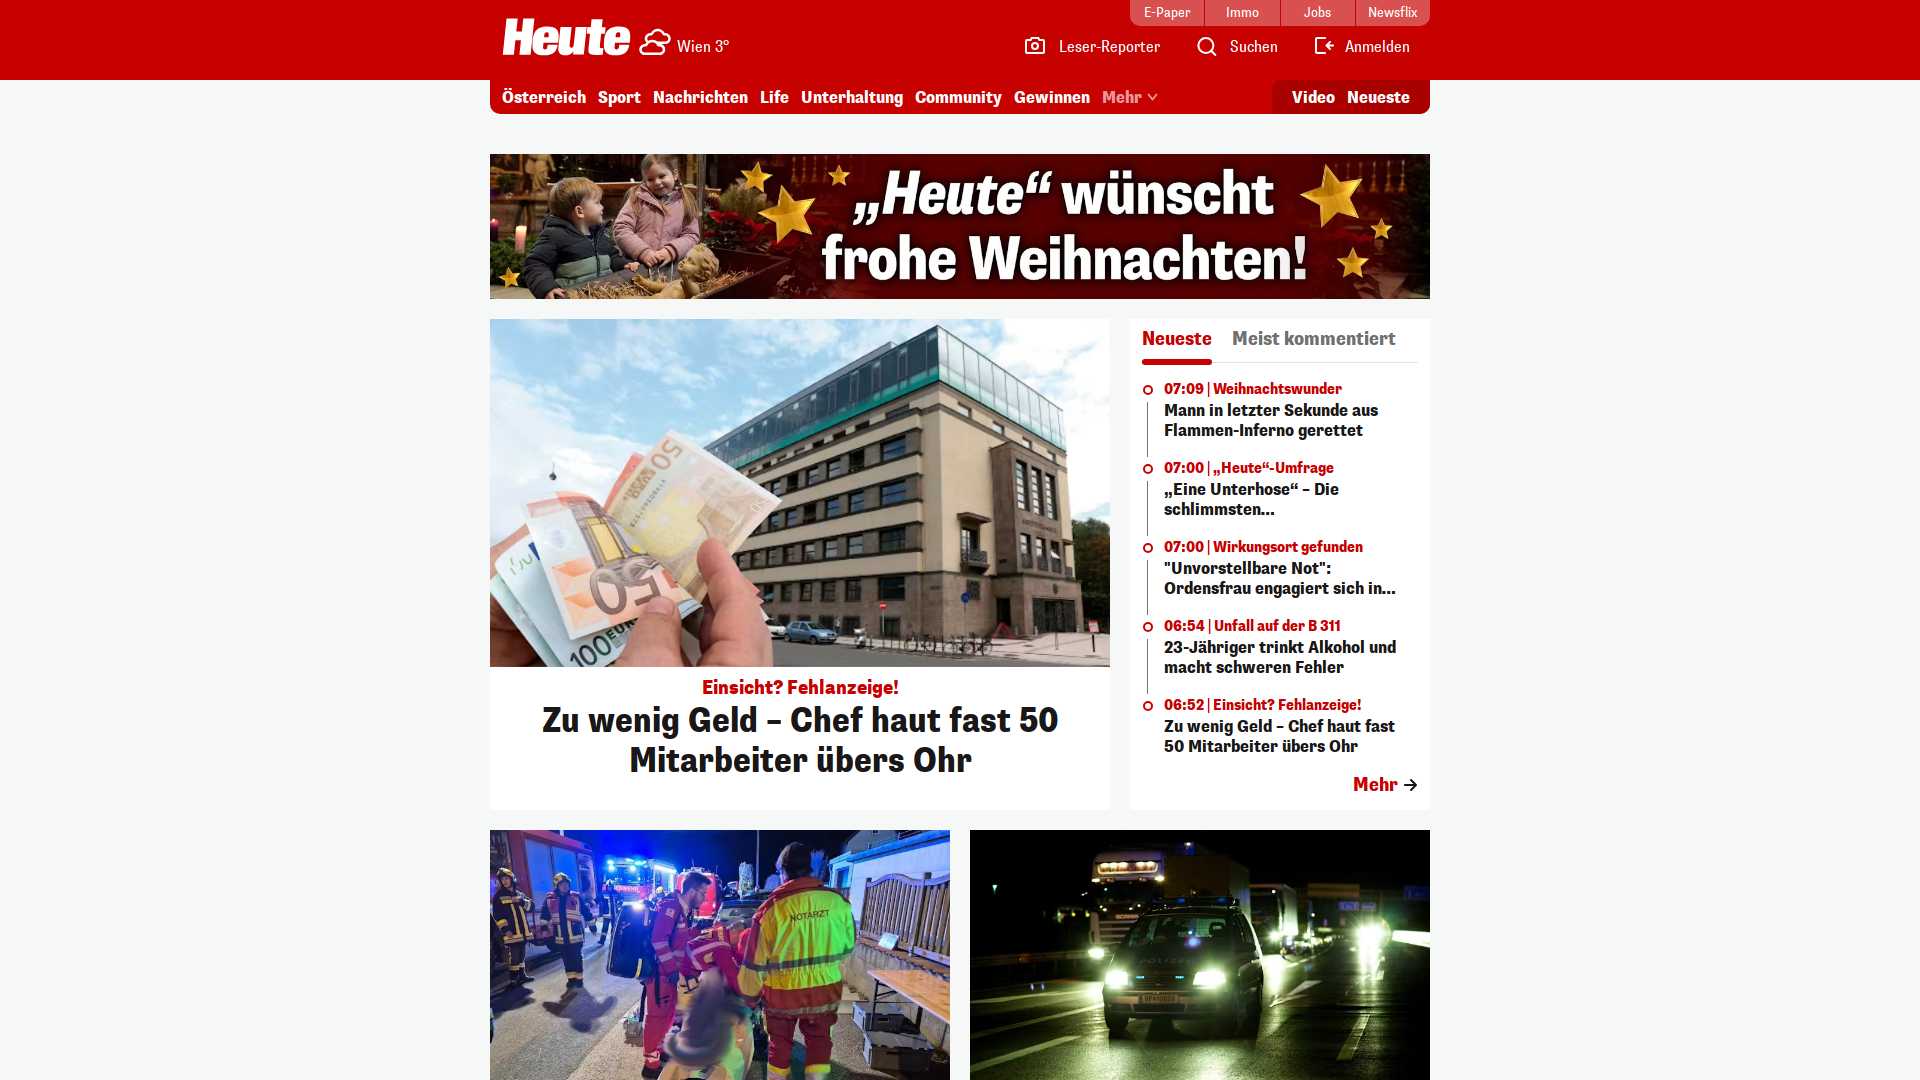 E-Paper
Immo
Jobs
Newsflix
Heute
Wien 3°
Leser-Reporter
Suchen
Anmelden
Österreich
Sport
Nachrichten
Life
Unterhaltung
Community
Gewinnen
Mehr
Video
Neueste
„Heute“ wünscht
frohe Weihnachten!
Einsicht? Fehlanzeige!
Zu wenig Geld – Chef haut fast 50
Mitarbeiter übers Ohr
Neueste
Meist kommentiert
07:09 | Weihnachtswunder
Mann in letzter Sekunde aus
Flammen-Inferno gerettet
07:00 | „Heute“-Umfrage
„Eine Unterhose“ – Die
schlimmsten...
07:00 | Wirkungsort gefunden
"Unvorstellbare Not":
Ordensfrau engagiert sich in...
06:54 | Unfall auf der B 311
23-Jähriger trinkt Alkohol und
macht schweren Fehler
06:52 | Einsicht? Fehlanzeige!
Zu wenig Geld – Chef haut fast
50 Mitarbeiter übers Ohr
Mehr
50
50
100 EUR
NOTARZT